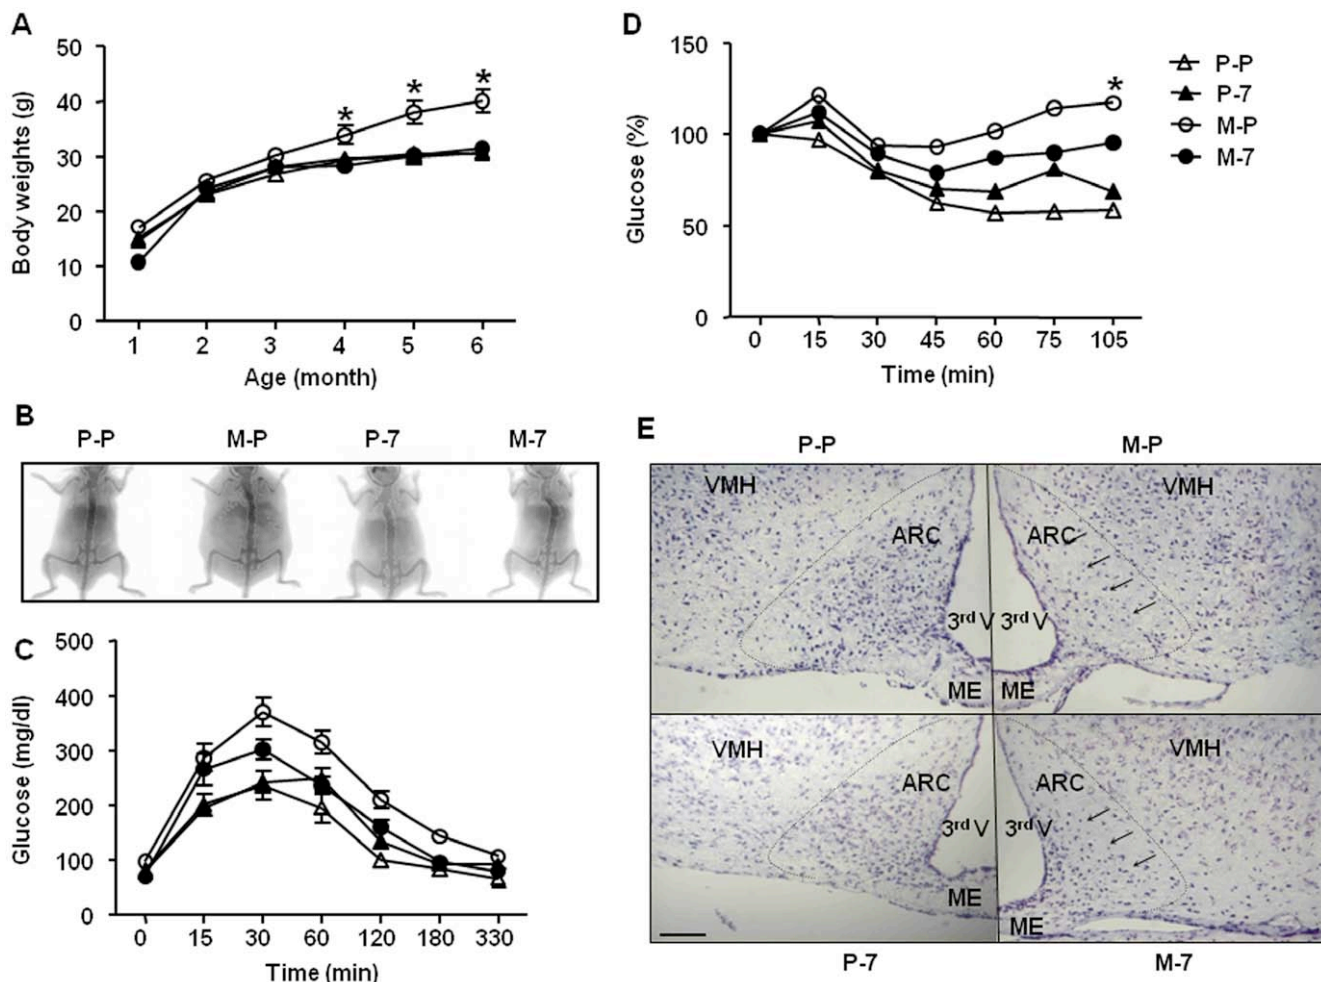 A
50
40
30
20
10
0
Body weights (g)
* * *
1 2 3 4 5 6
Age (month)
D
150
100
50
0
Glucose (%)
*
0 15 30 45 60 75 105
Time (min)
P-P
P-7
M-P
M-7
B
P-P M-P P-7 M-7
C
500
400
300
200
100
0
Glucose (mg/dl)
0 15 30 60 120 180 330
Time (min)
E
P-P M-P
VMH VMH
ARC ARC
3rd V 3rd V
ME ME
VMH VMH
ARC ARC
3rd V 3rd V
ME
ME
P-7 M-7